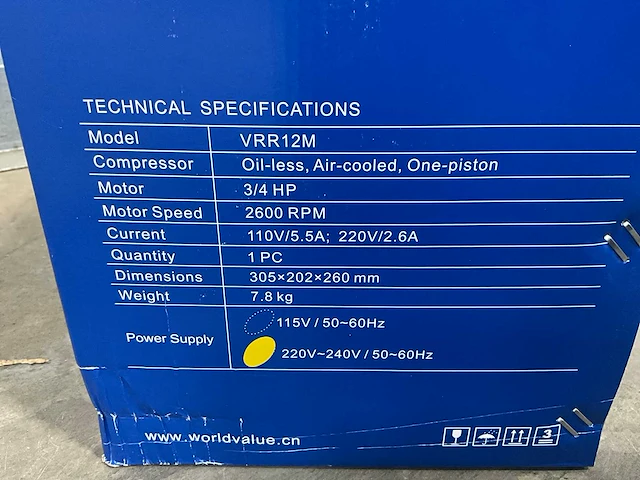 TECHNICAL SPECIFICATIONS
Model VRR12M
Compressor Oil-less, Air-cooled, One-piston
Motor 3/4 HP
Motor Speed 2600 RPM
Current 110V/5.5A; 220V/2.6A
Quantity 1 PC
Dimensions 305×202×260 mm
Weight 7.8 kg
115V / 50~60Hz
Power Supply
220V~240V / 50~60Hz
www.worldvalue.cn
3